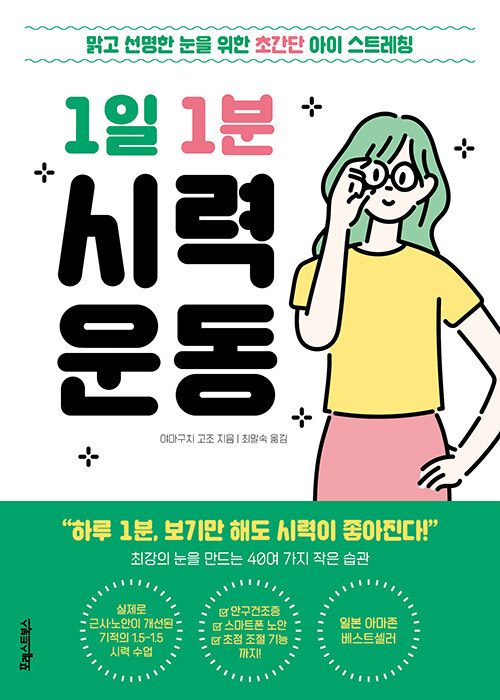 맑고 선명한 눈을 위한 초간단 아이 스트레칭
1일 1분
시력
운동
야마구치 고조 지음 | 최말숙 옮김
“하루 1분, 보기만 해도 시력이 좋아진다!”
최강의 눈을 만드는 40여 가지 작은 습관
실제로
근시·노안이 개선된
기적의 1.5-1.5
시력 수업
안구건조증
스마트폰 노안
초점 조절 기능
까지!
일본 아마존
베스트셀러
포레스트북스